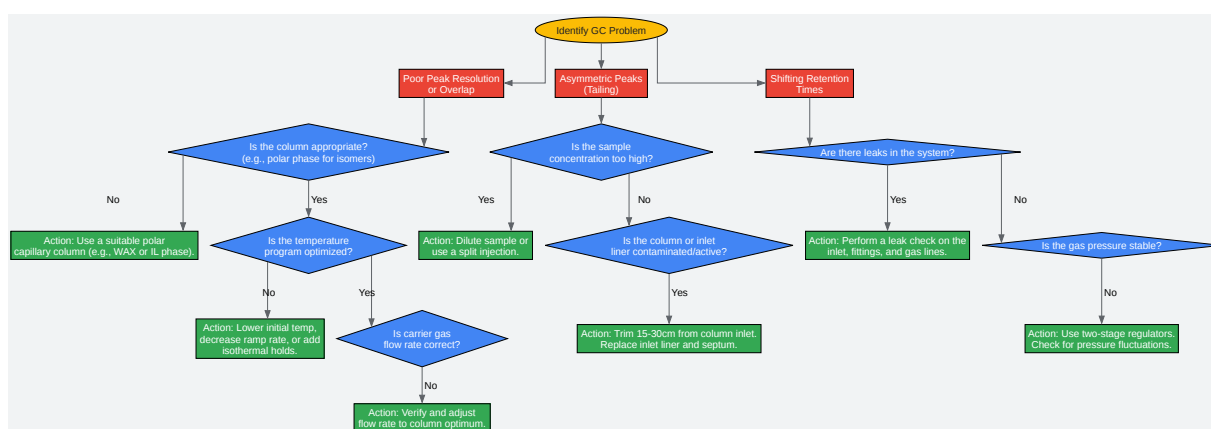 Identify GC Problem
Poor Peak Resolution
or Overlap
Asymmetric Peaks
(Tailing)
Shifting Retention
Times
Is the column appropriate?
(e.g., polar phase for isomers)
Is the sample
concentration too high?
Are there leaks in the system?
No
Yes
Yes
No
Yes
No
Action: Use a suitable polar
capillary column (e.g., WAX or IL phase).
Is the temperature
program optimized?
Action: Dilute sample or
use a split injection.
Is the column or inlet
liner contaminated/active?
Action: Perform a leak check on the
inlet, fittings, and gas lines.
Is the gas pressure stable?
No
Yes
Yes
No
Action: Lower initial temp,
decrease ramp rate, or add
isothermal holds.
Is carrier gas
flow rate correct?
Action: Trim 15-30cm from column inlet.
Replace inlet liner and septum.
Action: Use two-stage regulators.
Check for pressure fluctuations.
No
Action: Verify and adjust
flow rate to column optimum.